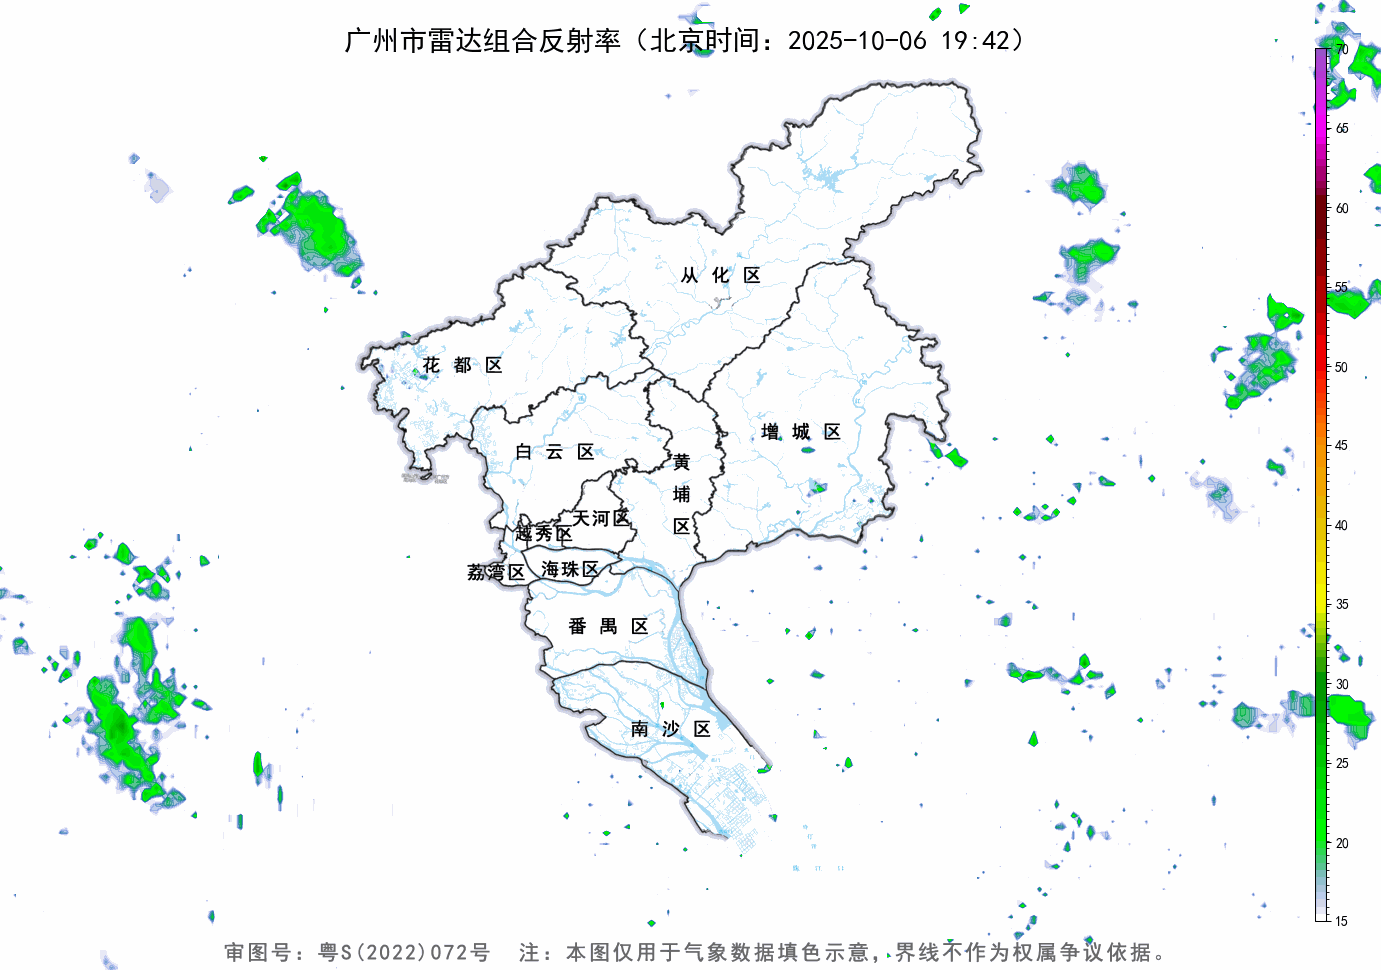 广州市雷达组合反射率（北京时间：2025-10-06 19:42）
70
65
60
55
50
45
40
35
30
25
20
15
从化区
花都区
增城区
白云区
黄埔区
天河区
越秀区
荔湾区
海珠区
番禺区
南沙区
审图号：粤S(2022)072号 注：本图仅用于气象数据填色示意，界线不作为权属争议依据。